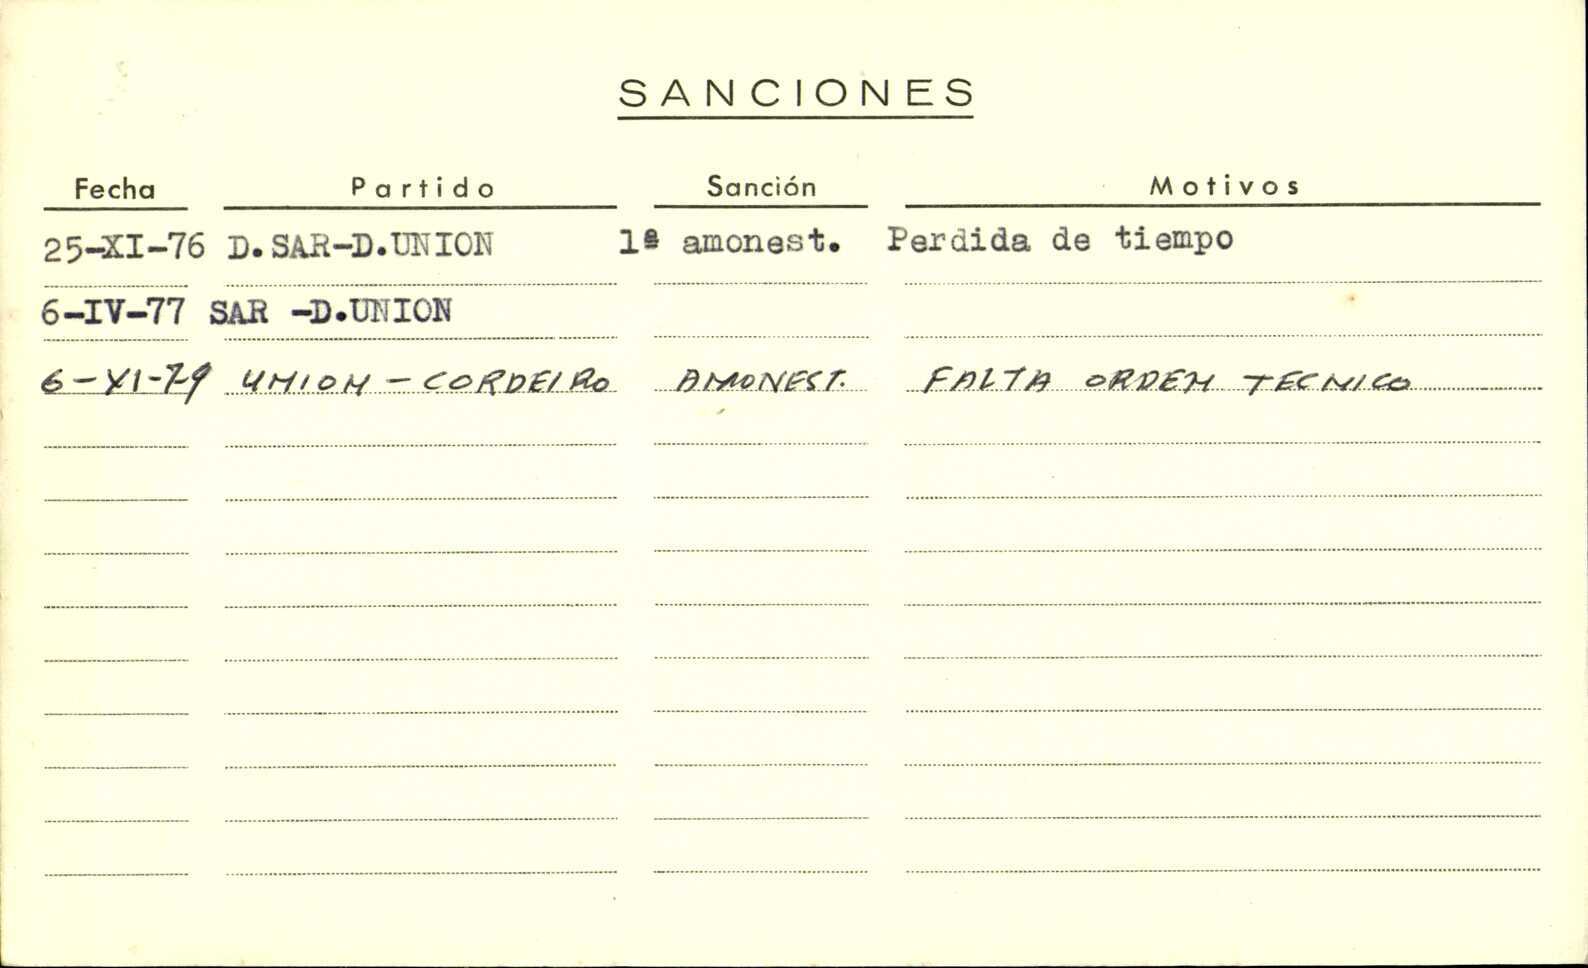 SANCIONES
Fecha Partido Sanción Motivos
25-XI-76 D.SAR-D.UNION 1ª amonest. Perdida de tiempo
6-IV-77 SAR -D.UNION
6-XI-79 UNION - CORDEIRO AMONEST. FALTA ORDEN TECNICO